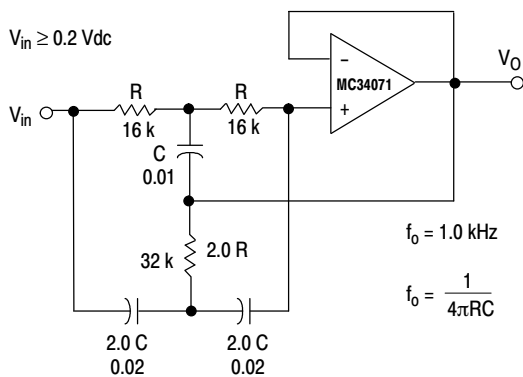 V_in ≥ 0.2 Vdc
V_in
R
16 k
R
16 k
−
+
MC34071
V_O
C
0.01
32 k
2.0 R
2.0 C
0.02
2.0 C
0.02
f_o = 1.0 kHz
f_o = 1 / 4πRC